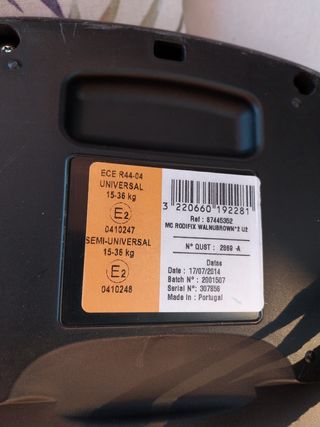 ECE R44-04
UNIVERSAL
15-36 kg
E2
0410247
SEMI-UNIVERSAL
15-36 kg
E2
0410248
3 220660 192281
Ref : 87445352
MC RODIFIX WALNUBROWN*2 U2
N° QUST : 2869 -A
Dates
Date : 17/07/2014
Batch N° : 2001507
Serial N° : 307856
Made in : Portugal